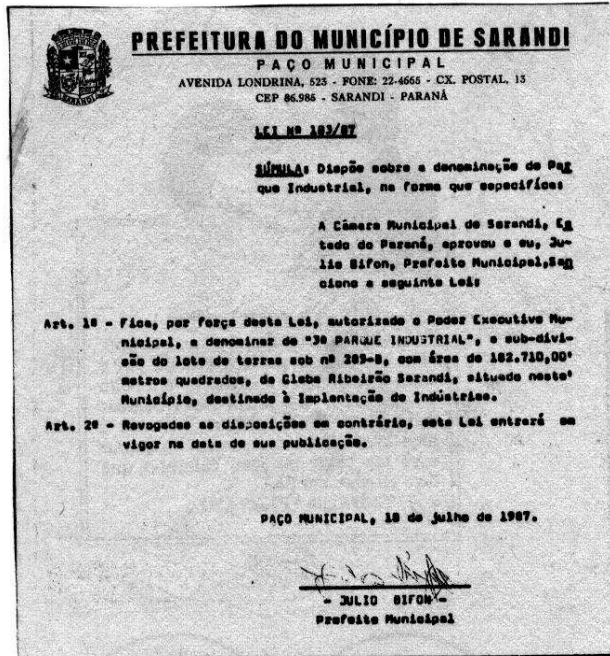 PREFEITURA DO MUNICÍPIO DE SARANDI
PAÇO MUNICIPAL
AVENIDA LONDRINA, 523 - FONE: 22-4665 - CX. POSTAL, 13
CEP 86.985 - SARANDI - PARANÁ
SARANDI
LEI Nº 183/87
SÚMULA: Dispõe sobre a denominação de Par
que Industrial, na forma que especifica:
A Câmara Municipal de Sarandi, Es
tado do Paraná, aprovou e eu, Ju-
lio Bifon, Prefeito Municipal, San
ciono a seguinte Lei:
Art. 1º - Fica, por força desta Lei, autorizado o Poder Executivo Mu-
nicipal, a denominar de "3º PARQUE INDUSTRIAL", a sub-divi-
são do lote de terras sob nº
com área de 182.710,00'
metros quadrados, da Gleba Ribeirão Sarandi, situado neste'
Município, destinado à Implantação de Indústrias.
Art. 2º - Revogadas as disposições em contrário, esta Lei entrará em
vigor na data de sua publicação.
PAÇO MUNICIPAL, de julho de 1987.
- JULIO BIFON -
Prefeito Municipal